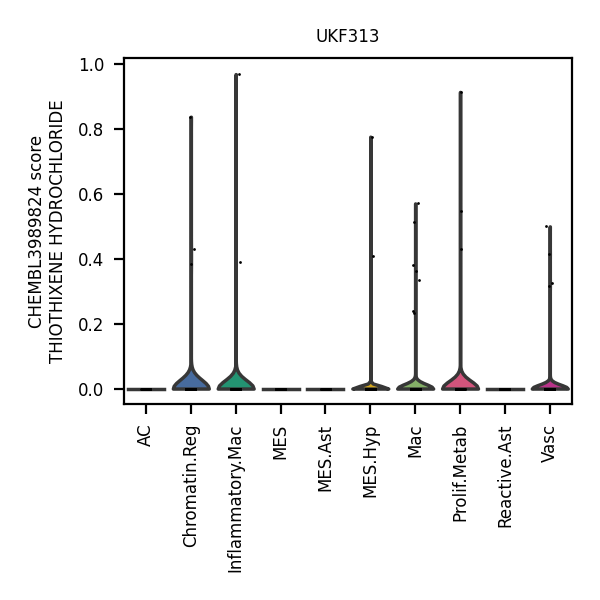 UKF313
CHEMBL3989824 score
THIOTHIXENE HYDROCHLORIDE
1.0
0.8
0.6
0.4
0.2
0.0
AC
Chromatin.Reg
Inflammatory.Mac
MES
MES.Ast
MES.Hyp
Mac
Prolif.Metab
Reactive.Ast
Vasc